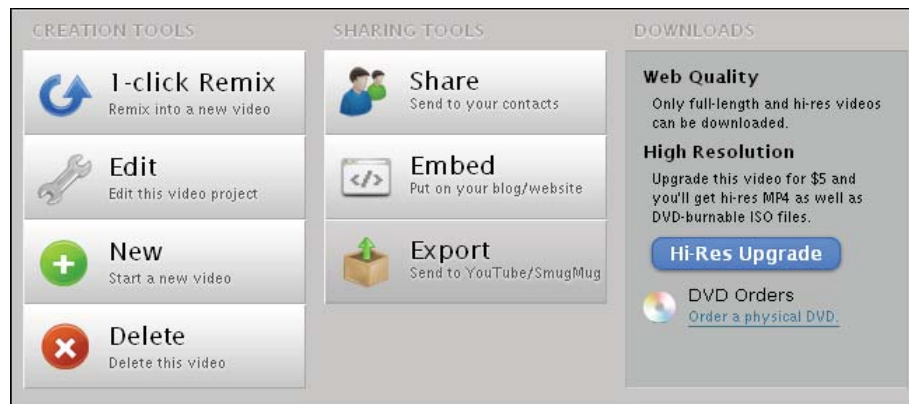 CREATION TOOLS
1-click Remix
Remix into a new video
Edit
Edit this video project
New
Start a new video
Delete
Delete this video
SHARING TOOLS
Share
Send to your contacts
</>
Embed
Put on your blog/website
Export
Send to YouTube/SmugMug
DOWNLOADS
Web Quality
Only full-length and hi-res videos
can be downloaded.
High Resolution
Upgrade this video for $5 and
you'll get hi-res MP4 as well as
DVD-burnable ISO files.
Hi-Res Upgrade
DVD Orders
Order a physical DVD.